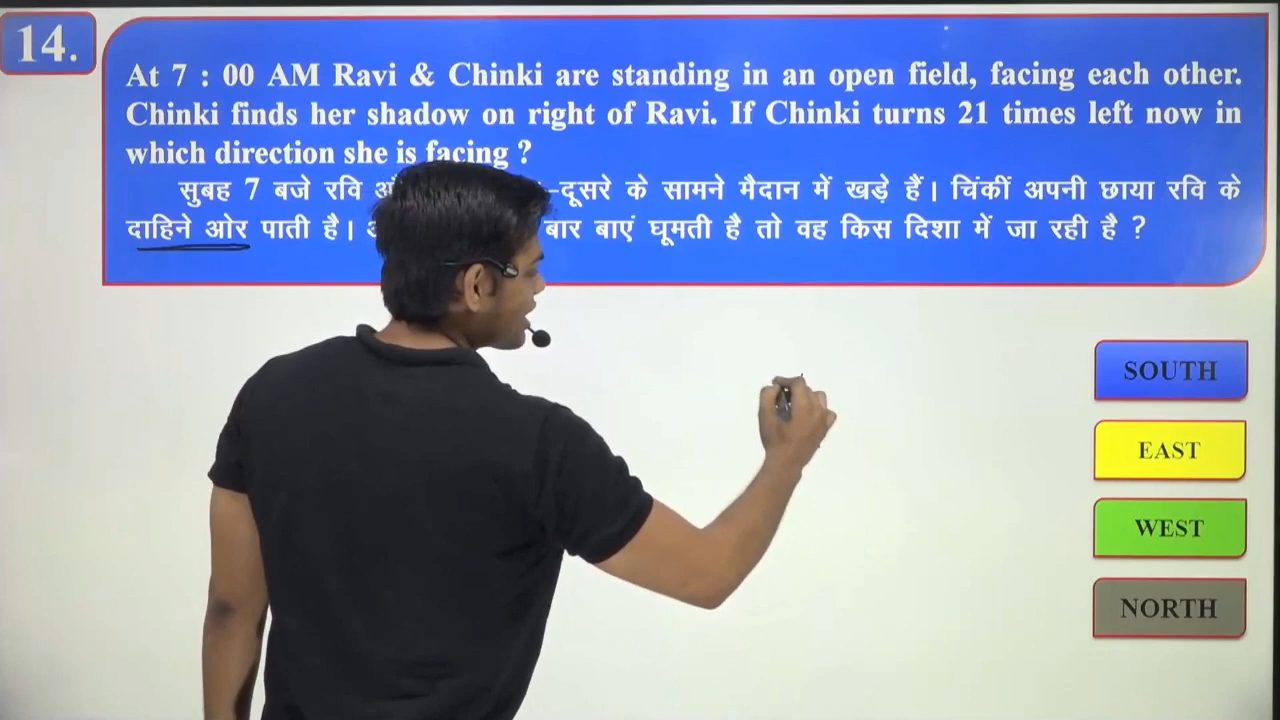 14.
At 7 : 00 AM Ravi & Chinki are standing in an open field, facing each other.
Chinki finds her shadow on right of Ravi. If Chinki turns 21 times left now in
which direction she is facing ?
सुबह 7 बजे रवि -दूसरे के सामने मैदान में खड़े हैं। चिंकीं अपनी छाया रवि के
दाहिने ओर पाती है। बार बाएं घूमती है तो वह किस दिशा में जा रही है ?
SOUTH
EAST
WEST
NORTH